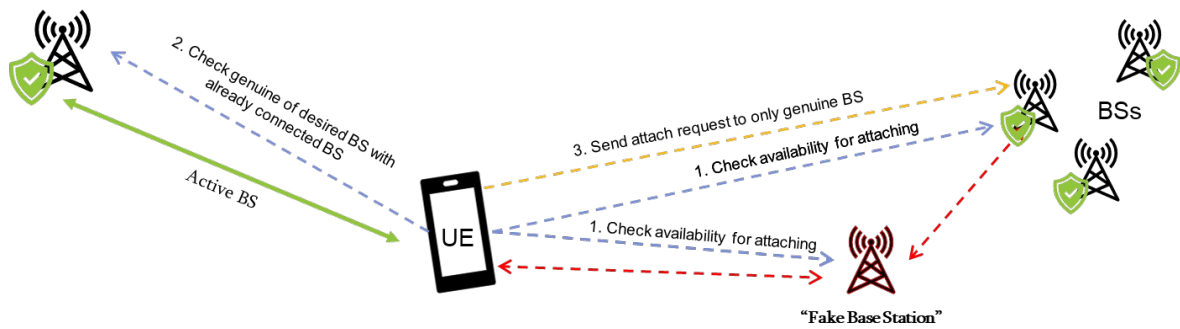 2. Check genuine of desired BS with
already connected BS
Active BS
UE
3. Send attach request to only genuine BS
1. Check availability for attaching
1. Check availability for attaching
BSs
“Fake Base Station”